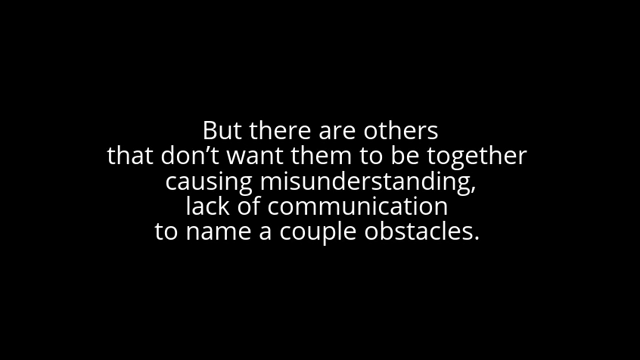 But there are others
that don’t want them to be together
causing misunderstanding,
lack of communication
to name a couple obstacles.